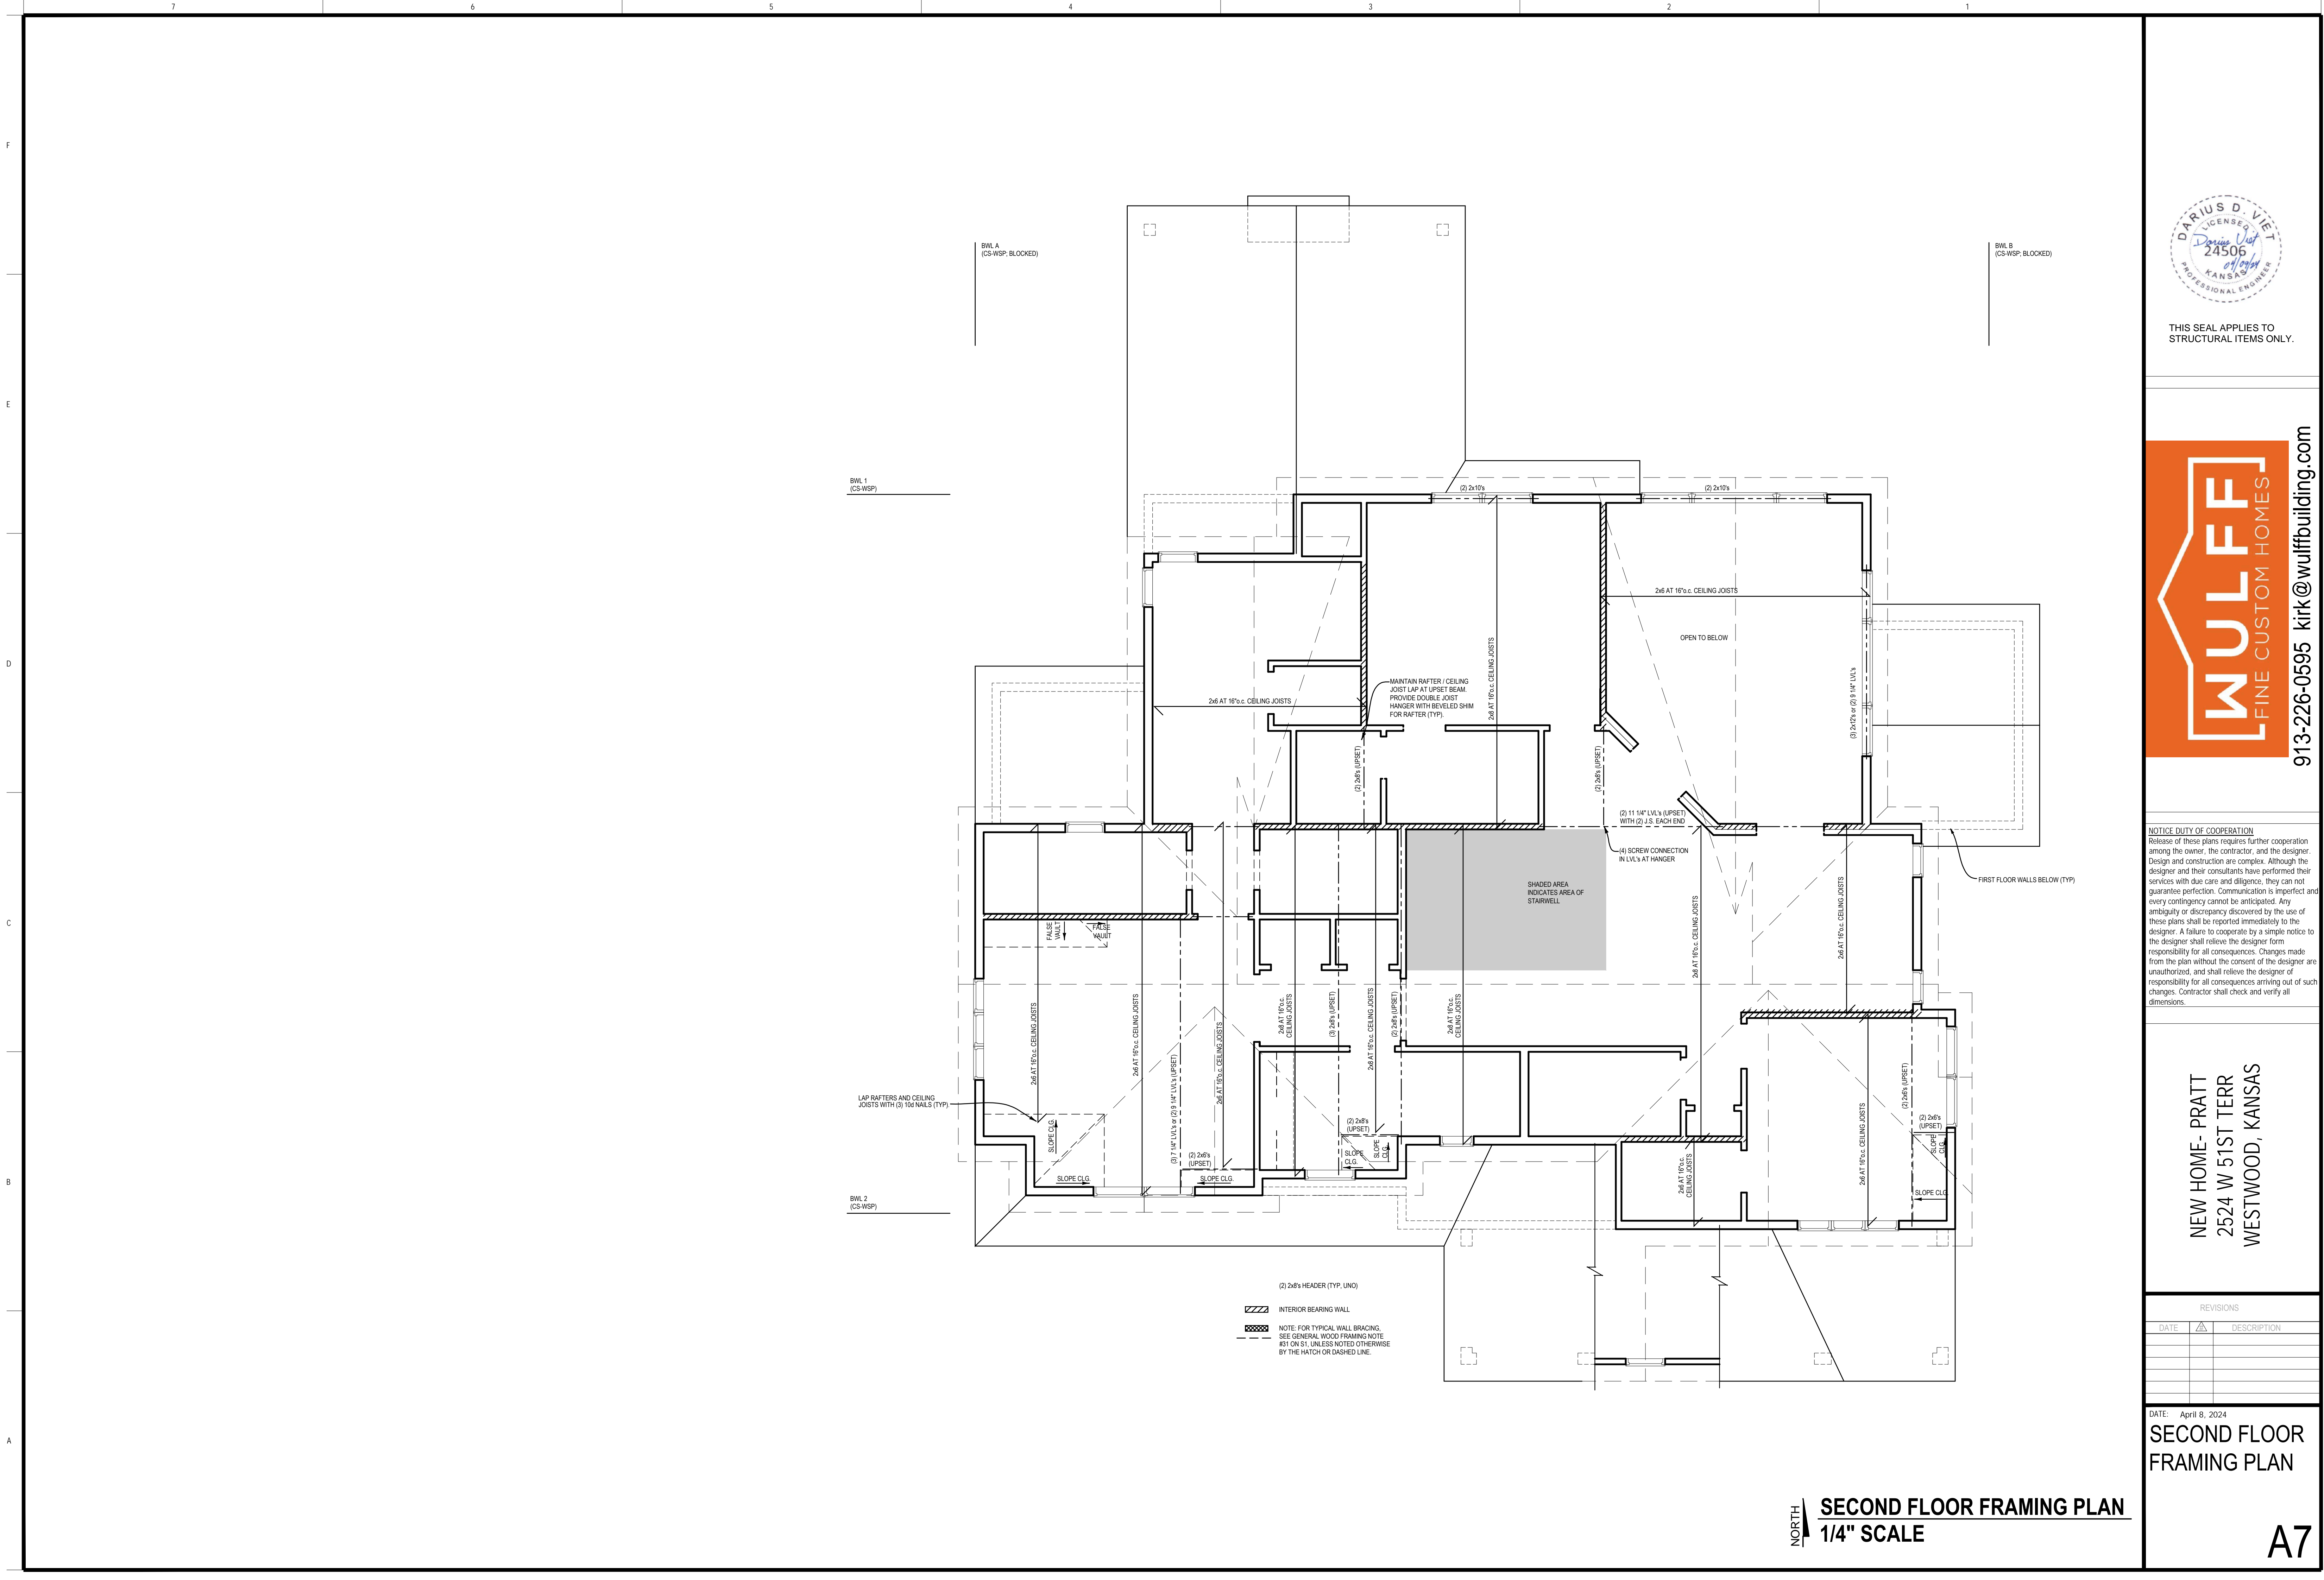 7 6 5 4 3 2 1
F
E
D
C
B
A
BWL A
(CS-WSP; BLOCKED)
BWL B
(CS-WSP; BLOCKED)
BWL 1
(CS-WSP)
(2) 2x10's
(2) 2x10's
2x6 AT 16"o.c. CEILING JOISTS
OPEN TO BELOW
2x8 AT 16"o.c. CEILING JOISTS
(3) 2x12's or (2) 9 1/4" LVL's
MAINTAIN RAFTER / CEILING
JOIST LAP AT UPSET BEAM.
PROVIDE DOUBLE JOIST
HANGER WITH BEVELED SHIM
FOR RAFTER (TYP).
2x6 AT 16"o.c. CEILING JOISTS
(2) 2x8's (UPSET)
(2) 2x8's (UPSET)
(2) 11 1/4" LVL's (UPSET)
WITH (2) J.S. EACH END
(4) SCREW CONNECTION
IN LVL's AT HANGER
SHADED AREA
INDICATES AREA OF
STAIRWELL
FIRST FLOOR WALLS BELOW (TYP)
FALSE
VAULT
FALSE
VAULT
2x6 AT 16"o.c. CEILING JOISTS
2x6 AT 16"o.c. CEILING JOISTS
(3) 7 1/4" LVL's or (2) 9 1/4" LVL's (UPSET)
2x6 AT 16"o.c. CEILING JOISTS
2x8 AT 16"o.c.
CEILING JOISTS
(3) 2x8's (UPSET)
2x8 AT 16"o.c. CEILING JOISTS
(2) 2x8's (UPSET)
2x8 AT 16"o.c.
CEILING JOISTS
2x8 AT 16"o.c. CEILING JOISTS
2x6 AT 16"o.c. CEILING JOISTS
LAP RAFTERS AND CEILING
JOISTS WITH (3) 10d NAILS (TYP)
SLOPE CLG.
SLOPE CLG.
(2) 2x6's
(UPSET)
SLOPE CLG.
(2) 2x8's
(UPSET)
SLOPE
CLG.
SLOPE
CLG.
2x6 AT 16"o.c.
CEILING JOISTS
2x6 AT 16"o.c. CEILING JOISTS
(2) 2x6's (UPSET)
(2) 2x6's
(UPSET)
SLOPE
CLG.
SLOPE CLG.
BWL 2
(CS-WSP)
(2) 2x8's HEADER (TYP, UNO)
INTERIOR BEARING WALL
NOTE: FOR TYPICAL WALL BRACING,
SEE GENERAL WOOD FRAMING NOTE
#31 ON S1, UNLESS NOTED OTHERWISE
BY THE HATCH OR DASHED LINE.
NORTH
SECOND FLOOR FRAMING PLAN
1/4" SCALE
DARIUS D. VIET
LICENSED
Darius Viet
24506
04/09/24
KANSAS
PROFESSIONAL ENGINEER
THIS SEAL APPLIES TO
STRUCTURAL ITEMS ONLY.
WULFF
FINE CUSTOM HOMES
913-226-0595 kirk@wulffbuilding.com
NOTICE DUTY OF COOPERATION
Release of these plans requires further cooperation
among the owner, the contractor, and the designer.
Design and construction are complex. Although the
designer and their consultants have performed their
services with due care and diligence, they can not
guarantee perfection. Communication is imperfect and
every contingency cannot be anticipated. Any
ambiguity or discrepancy discovered by the use of
these plans shall be reported immediately to the
designer. A failure to cooperate by a simple notice to
the designer shall relieve the designer form
responsibility for all consequences. Changes made
from the plan without the consent of the designer are
unauthorized, and shall relieve the designer of
responsibility for all consequences arriving out of such
changes. Contractor shall check and verify all
dimensions.
NEW HOME- PRATT
2524 W 51ST TERR
WESTWOOD, KANSAS
REVISIONS
DATE DESCRIPTION
DATE: April 8, 2024
SECOND FLOOR
FRAMING PLAN
A7